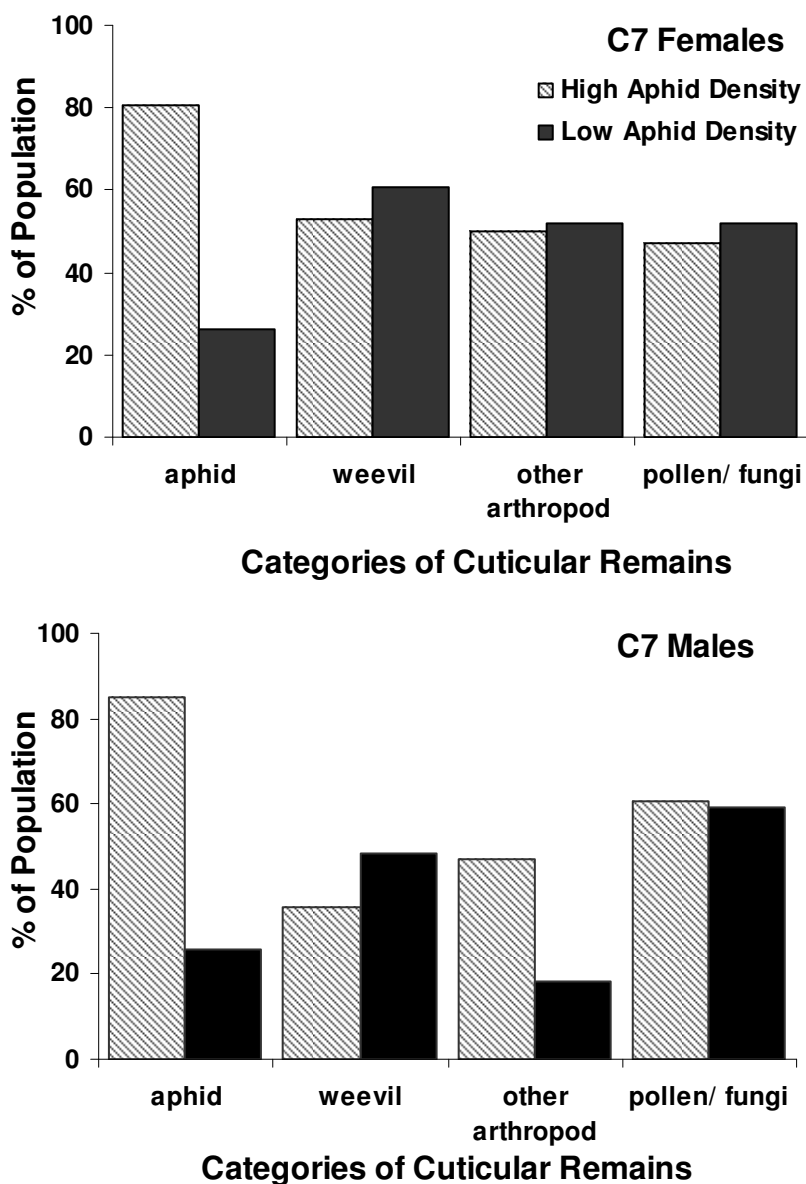 C7 Females
High Aphid Density
Low Aphid Density
% of Population
100
80
60
40
20
0
aphid
weevil
other
arthropod
pollen/ fungi
Categories of Cuticular Remains
C7 Males
% of Population
100
80
60
40
20
0
aphid
weevil
other
arthropod
pollen/ fungi
Categories of Cuticular Remains